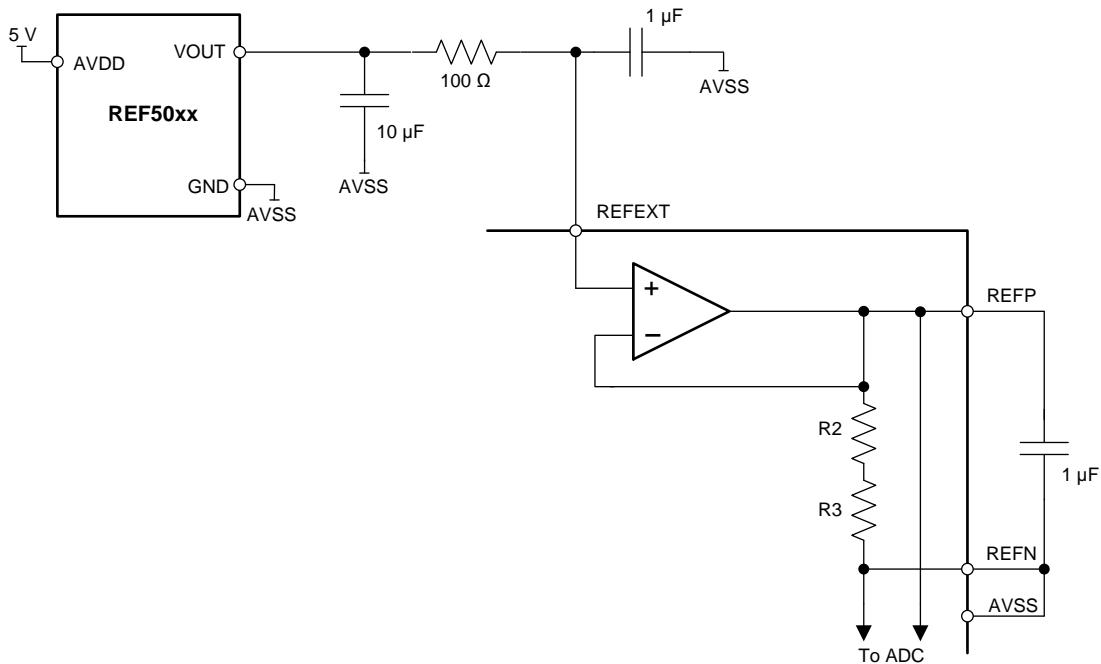 1 µF
5 V
VOUT
AVDD
100 Ω
AVSS
REF50xx
10 µF
GND
AVSS
AVSS
REFEXT
+
REFP
−
R2
1 µF
R3
REFN
AVSS
To ADC